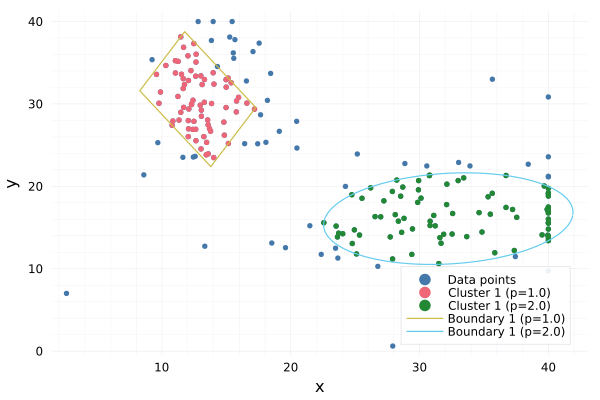 40
30
20
10
0
y
10
20
30
40
x
Data points
Cluster 1 (p=1.0)
Cluster 1 (p=2.0)
Boundary 1 (p=1.0)
Boundary 1 (p=2.0)